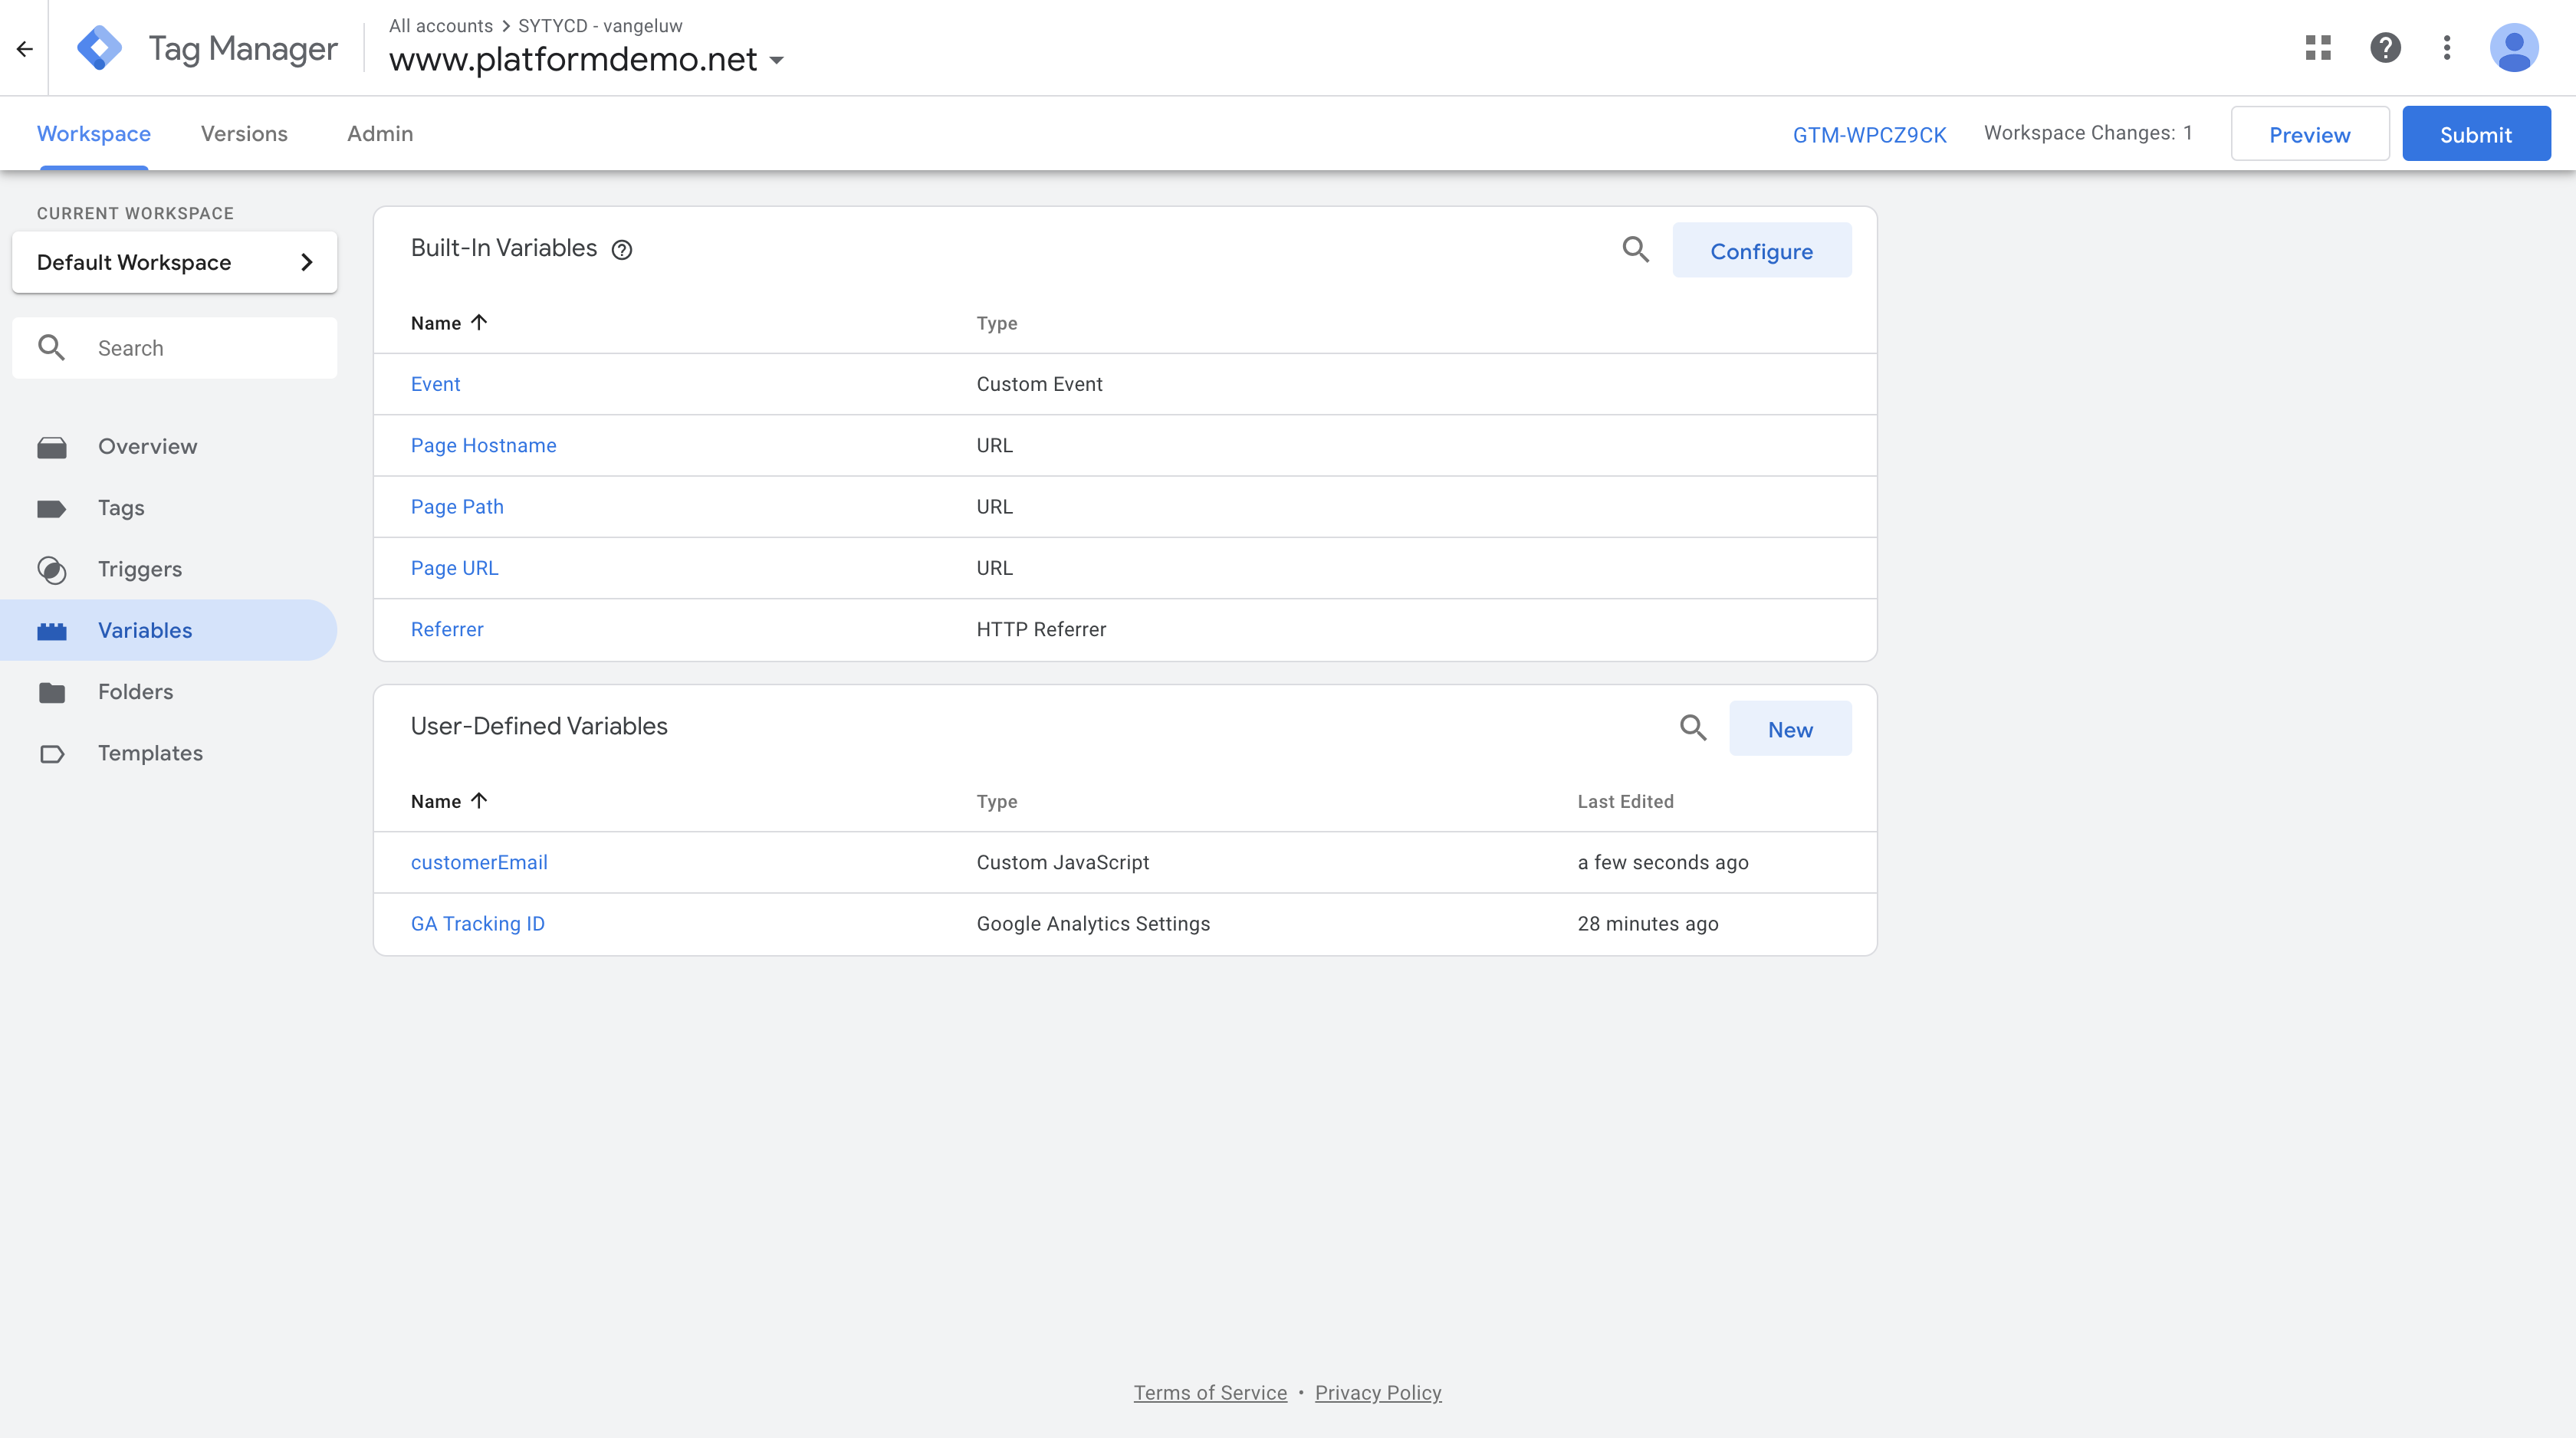 Tag Manager
All accounts > SYTYCD - vangeluw
www.platformdemo.net
Workspace
Versions
Admin
GTM-WPCZ9CK
Workspace Changes: 1
Preview
Submit
CURRENT WORKSPACE
Default Workspace
Search
Overview
Tags
Triggers
Variables
Folders
Templates
Built-In Variables
Configure
Name Type
Event Custom Event
Page Hostname URL
Page Path URL
Page URL URL
Referrer HTTP Referrer
User-Defined Variables
New
Name Type Last Edited
customerEmail Custom JavaScript a few seconds ago
GA Tracking ID Google Analytics Settings 28 minutes ago
Terms of Service • Privacy Policy